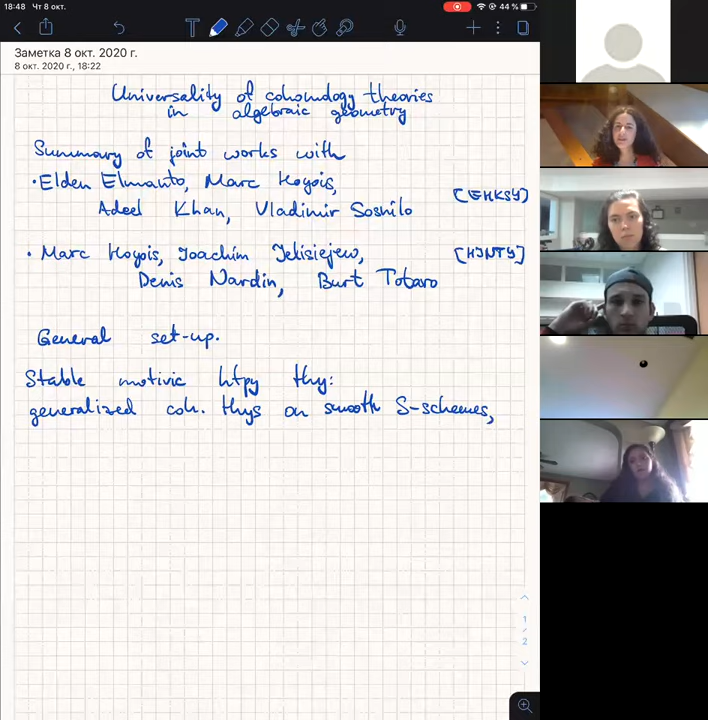 18:48 Чт 8 окт.
44 %
Заметка 8 окт. 2020 г.
8 окт. 2020 г., 18:22
Universality of cohomology theories
in algebraic geometry
Summary of joint works with
• Elden Elmanto, Marc Hoyois,
Adeel Khan, Vladimir Sosnilo
[EHKSY]
• Marc Hoyois, Joachim Jelisiejew,
Denis Nardin, Burt Totaro
[HJNTY]
General set-up.
Stable motivic htpy thy:
generalized coh. thys on smooth S-schemes,
1
/
2